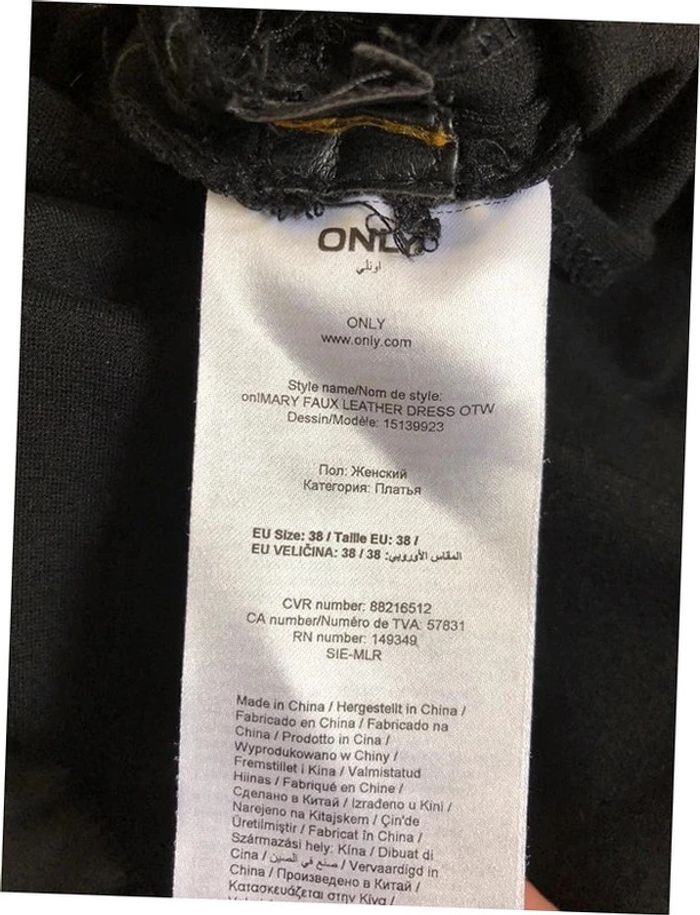 ONLY
اونلي
ONLY
www.only.com
Style name/Nom de style:
onlMARY FAUX LEATHER DRESS OTW
Dessin/Modèle: 15139923
Пол: Женский
Категория: Платья
EU Size: 38 / Taille EU: 38 /
EU VELIČINA: 38 / 38 :المقاس الأوروبي
CVR number: 88216512
CA number/Numéro de TVA: 57831
RN number: 149349
SIE-MLR
Made in China / Hergestellt in China /
Fabricado en China / Fabricado na
China / Prodotto in Cina /
Wyprodukowano w Chiny /
Fremstillet i Kina / Valmistatud
Hiinas / Fabriqué en Chine /
Сделано в Китай / Izrađeno u Kini /
Narejeno na Kitajskem / Çin'de
Üretilmiştir / Fabricat în China /
Származási hely: Kína / Dibuat di
Cina / صنع في الصين / Vervaardigd in
China / Произведено в Китай /
Κατασκευάζεται στην Κίνα /